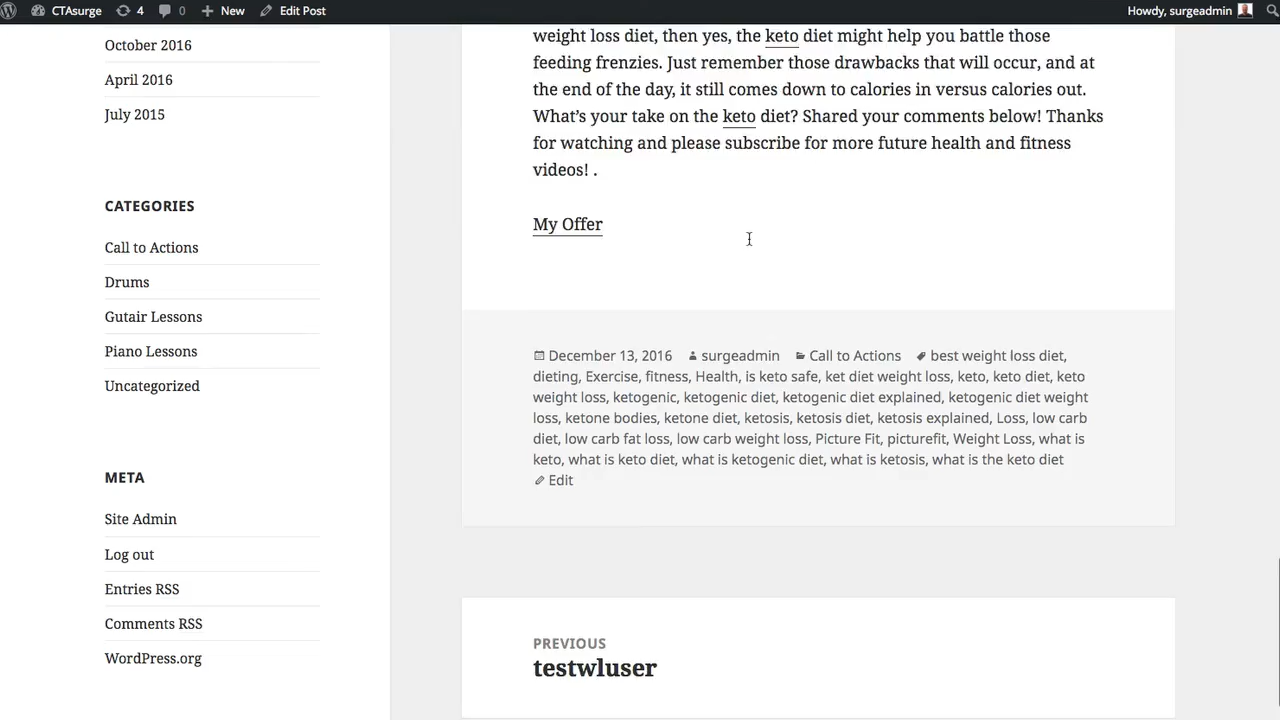 CTAsurge 4 0 New Edit Post Howdy, surgeadmin
October 2016
April 2016
July 2015
CATEGORIES
Call to Actions
Drums
Gutair Lessons
Piano Lessons
Uncategorized
META
Site Admin
Log out
Entries RSS
Comments RSS
WordPress.org
weight loss diet, then yes, the keto diet might help you battle those
feeding frenzies. Just remember those drawbacks that will occur, and at
the end of the day, it still comes down to calories in versus calories out.
What’s your take on the keto diet? Shared your comments below! Thanks
for watching and please subscribe for more future health and fitness
videos! .
My Offer
December 13, 2016 surgeadmin Call to Actions best weight loss diet,
dieting, Exercise, fitness, Health, is keto safe, ket diet weight loss, keto, keto diet, keto
weight loss, ketogenic, ketogenic diet, ketogenic diet explained, ketogenic diet weight
loss, ketone bodies, ketone diet, ketosis, ketosis diet, ketosis explained, Loss, low carb
diet, low carb fat loss, low carb weight loss, Picture Fit, picturefit, Weight Loss, what is
keto, what is keto diet, what is ketogenic diet, what is ketosis, what is the keto diet
Edit
PREVIOUS
testwluser